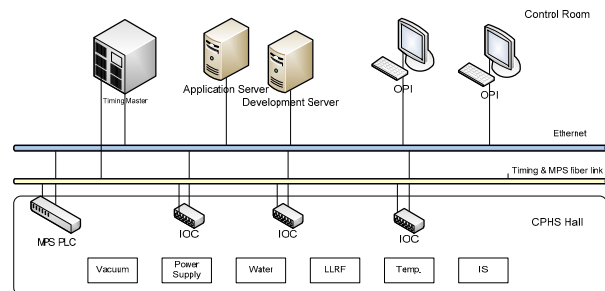 Control Room
Timing Master
Application Server
Development Server
OPI
OPI
Ethernet
Timing & MPS fiber link
MPS PLC
IOC
IOC
IOC
CPHS Hall
Vacuum
Power
Supply
Water
LLRF
Temp.
IS